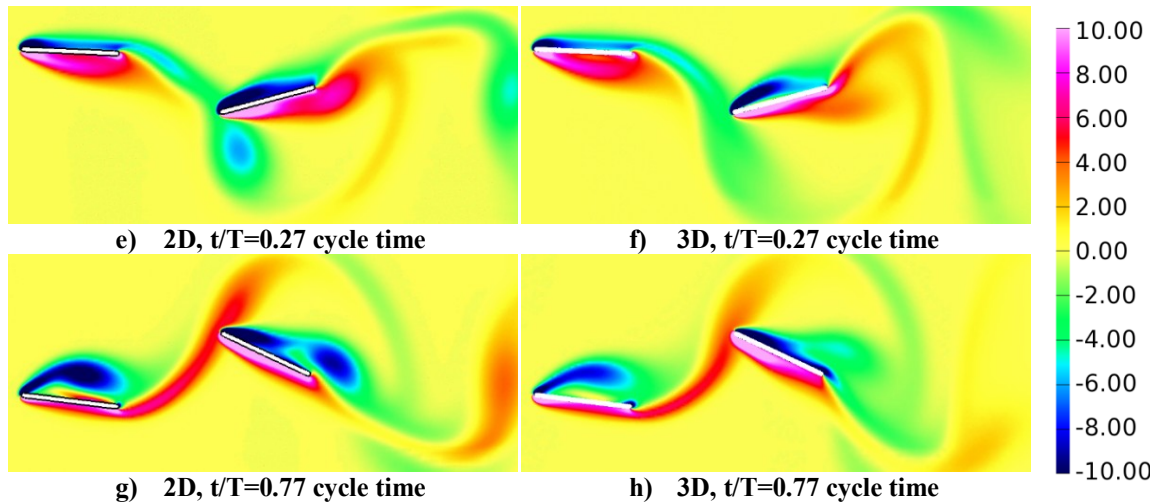 e) 2D, t/T=0.27 cycle time
f) 3D, t/T=0.27 cycle time
g) 2D, t/T=0.77 cycle time
h) 3D, t/T=0.77 cycle time
10.00
8.00
6.00
4.00
2.00
0.00
-2.00
-4.00
-6.00
-8.00
-10.00